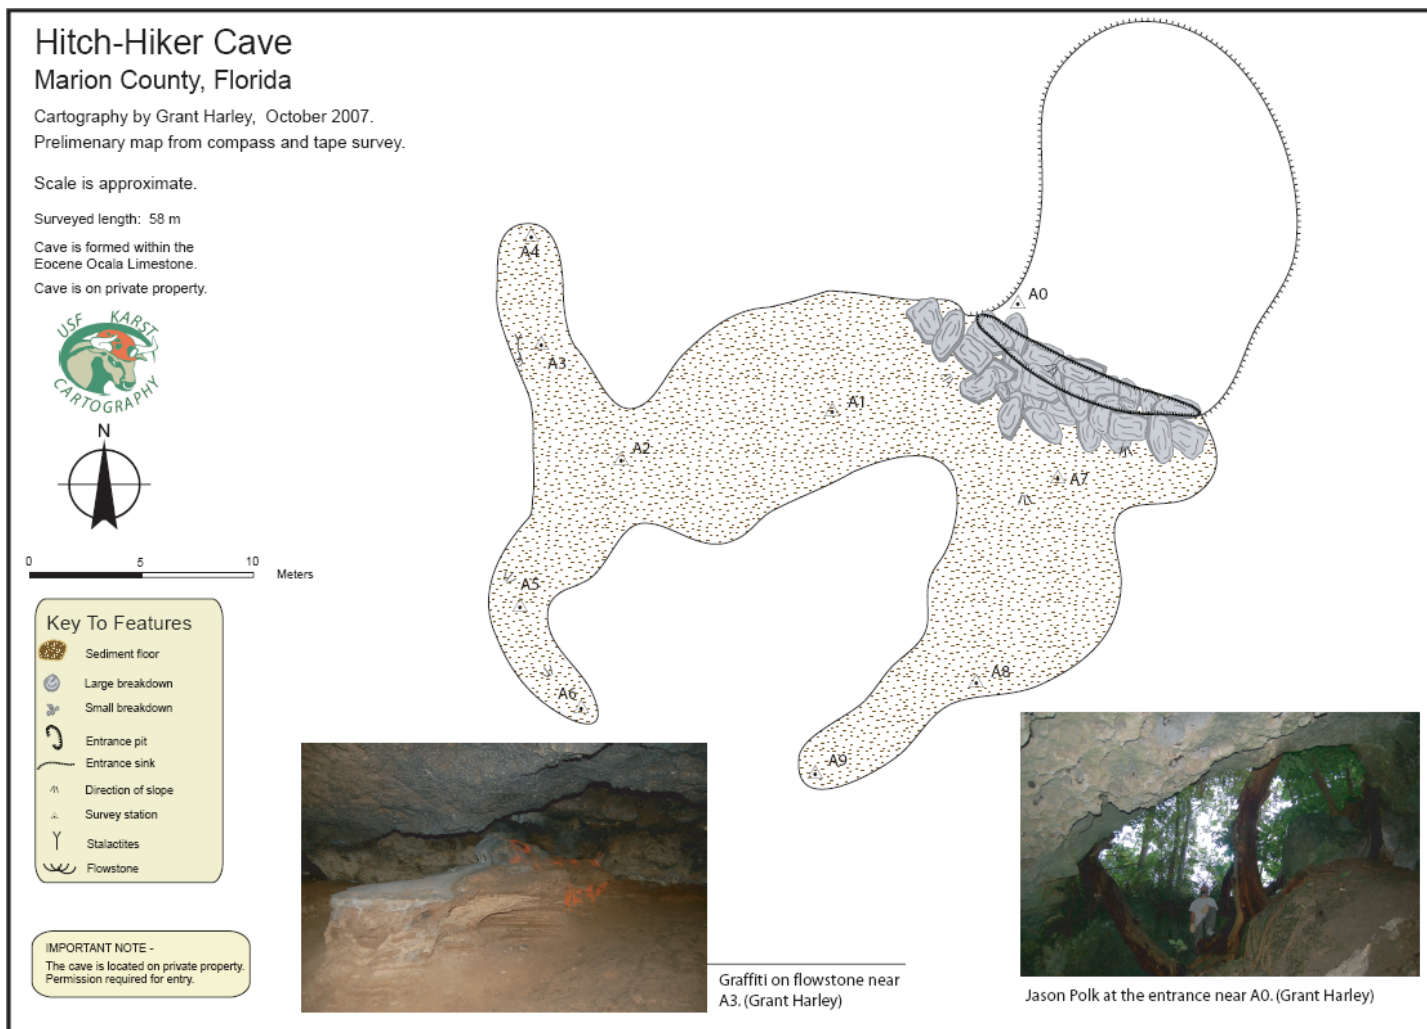 Hitch-Hiker Cave
Marion County, Florida
Cartography by Grant Harley, October 2007.
Prelimenary map from compass and tape survey.
Scale is approximate.
Surveyed length: 58 m
Cave is formed within the
Eocene Ocala Limestone.
Cave is on private property.
USF KARST
CARTOGRAPHY
N
0 5 10
Meters
Key To Features
Sediment floor
Large breakdown
Small breakdown
Entrance pit
Entrance sink
Direction of slope
Survey station
Stalactites
Flowstone
IMPORTANT NOTE -
The cave is located on private property.
Permission required for entry.
A4
A0
A3
A1
A2
A7
A5
A8
A6
A9
Graffiti on flowstone near
A3. (Grant Harley)
Jason Polk at the entrance near A0. (Grant Harley)